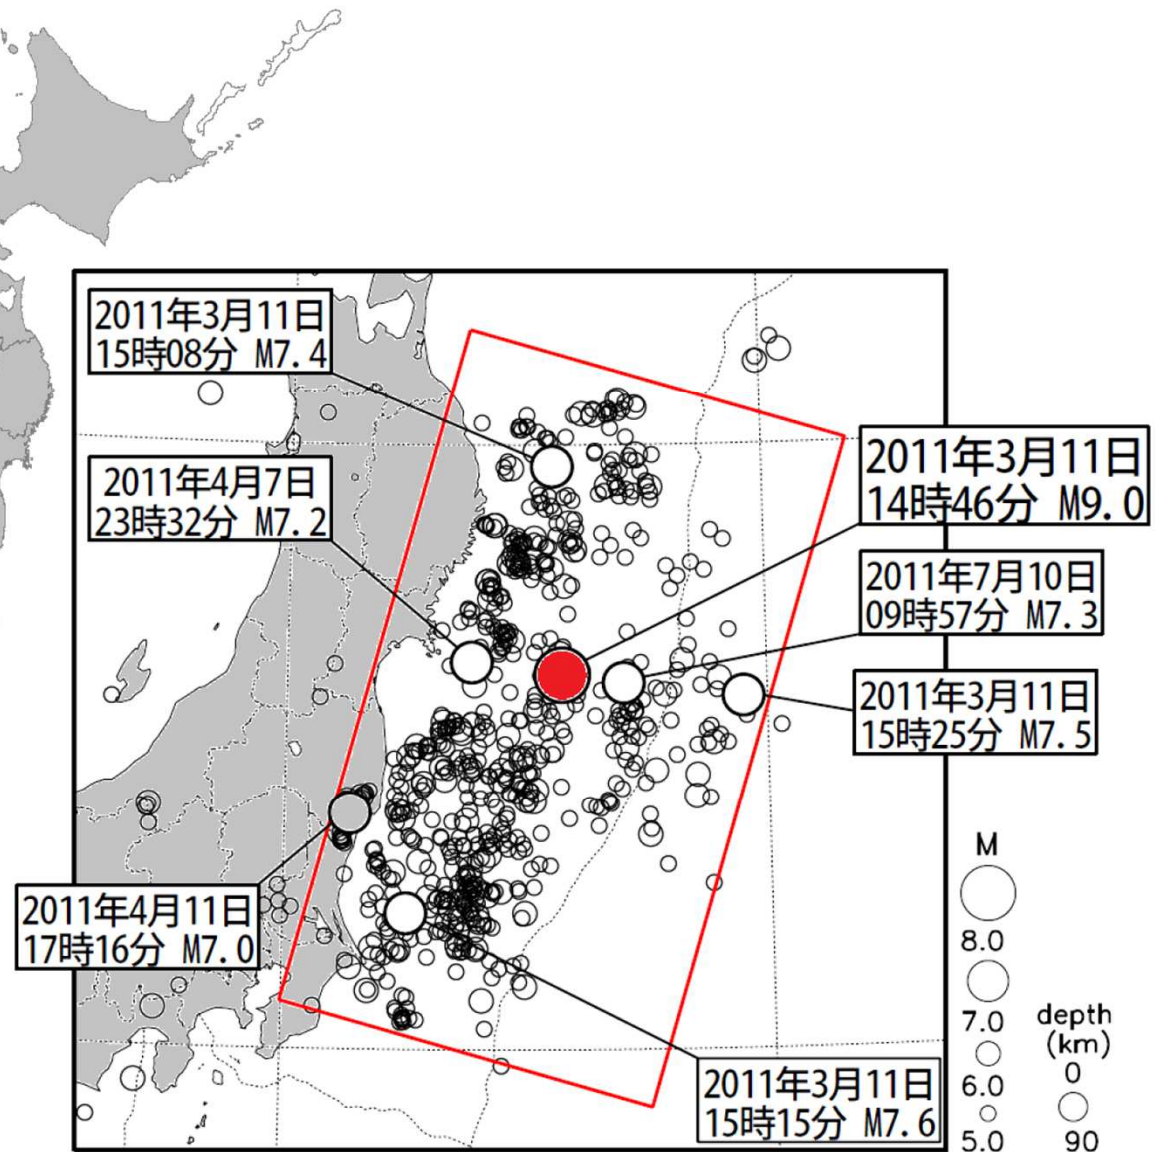 2011年3月11日
15時08分 M7.4
2011年4月7日
23時32分 M7.2
2011年3月11日
14時46分 M9.0
2011年7月10日
09時57分 M7.3
2011年3月11日
15時25分 M7.5
2011年4月11日
17時16分 M7.0
2011年3月11日
15時15分 M7.6
M
8.0
7.0
6.0
5.0
depth
(km)
0
90